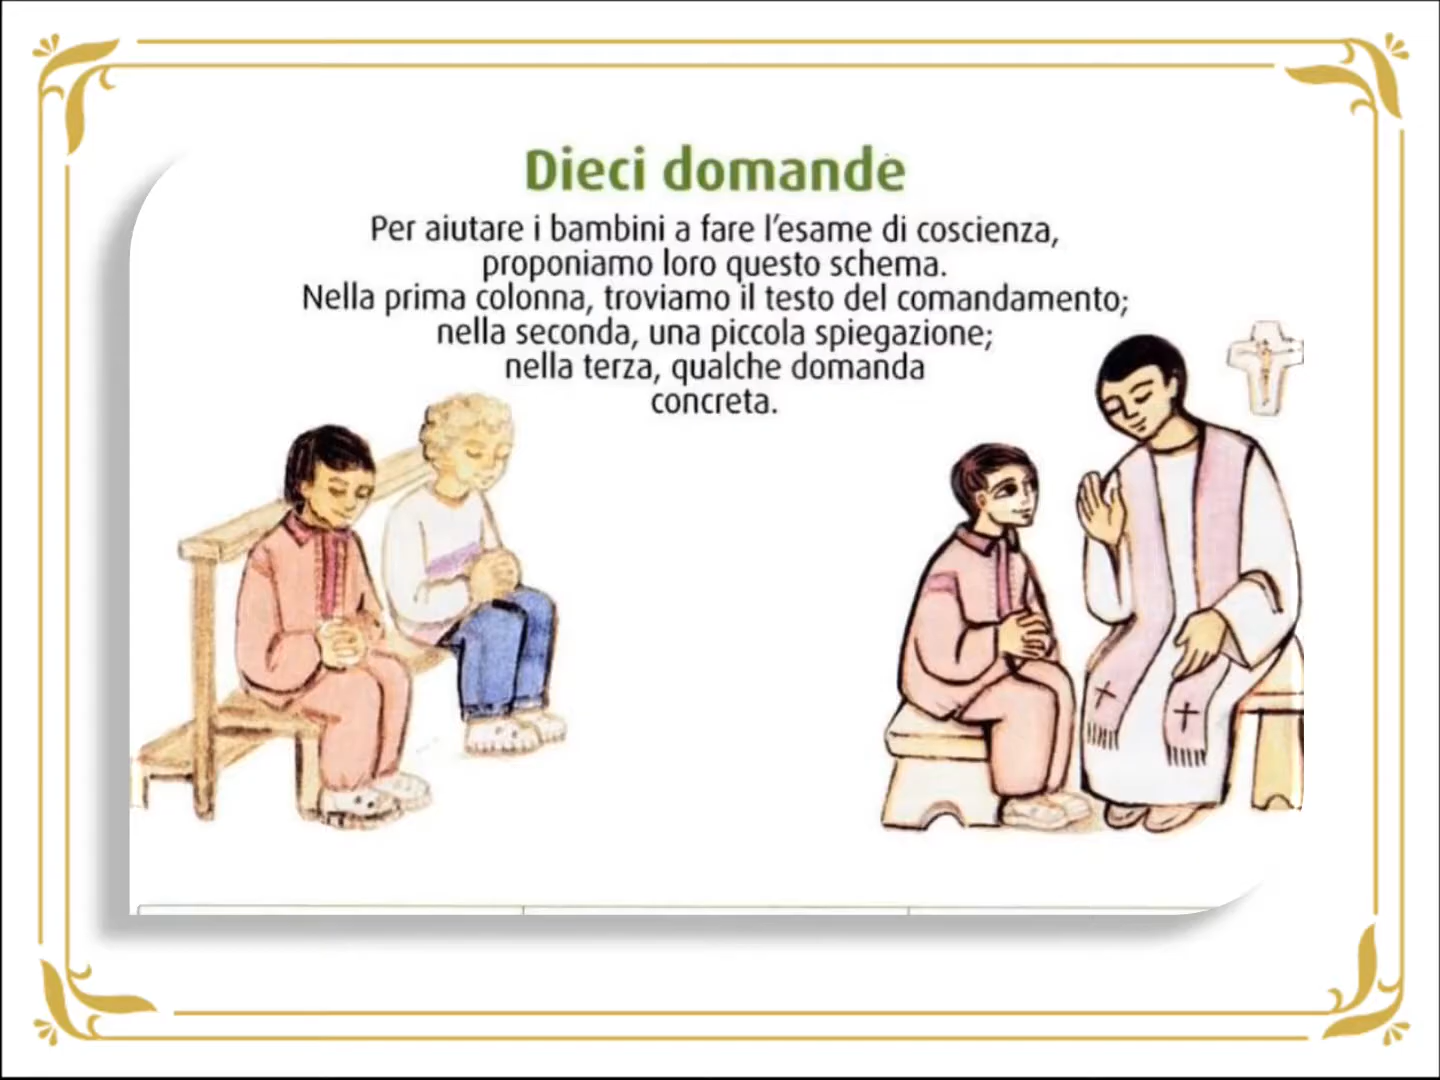 Dieci domande
Per aiutare i bambini a fare l'esame di coscienza,
proponiamo loro questo schema.
Nella prima colonna, troviamo il testo del comandamento;
nella seconda, una piccola spiegazione;
nella terza, qualche domanda
concreta.